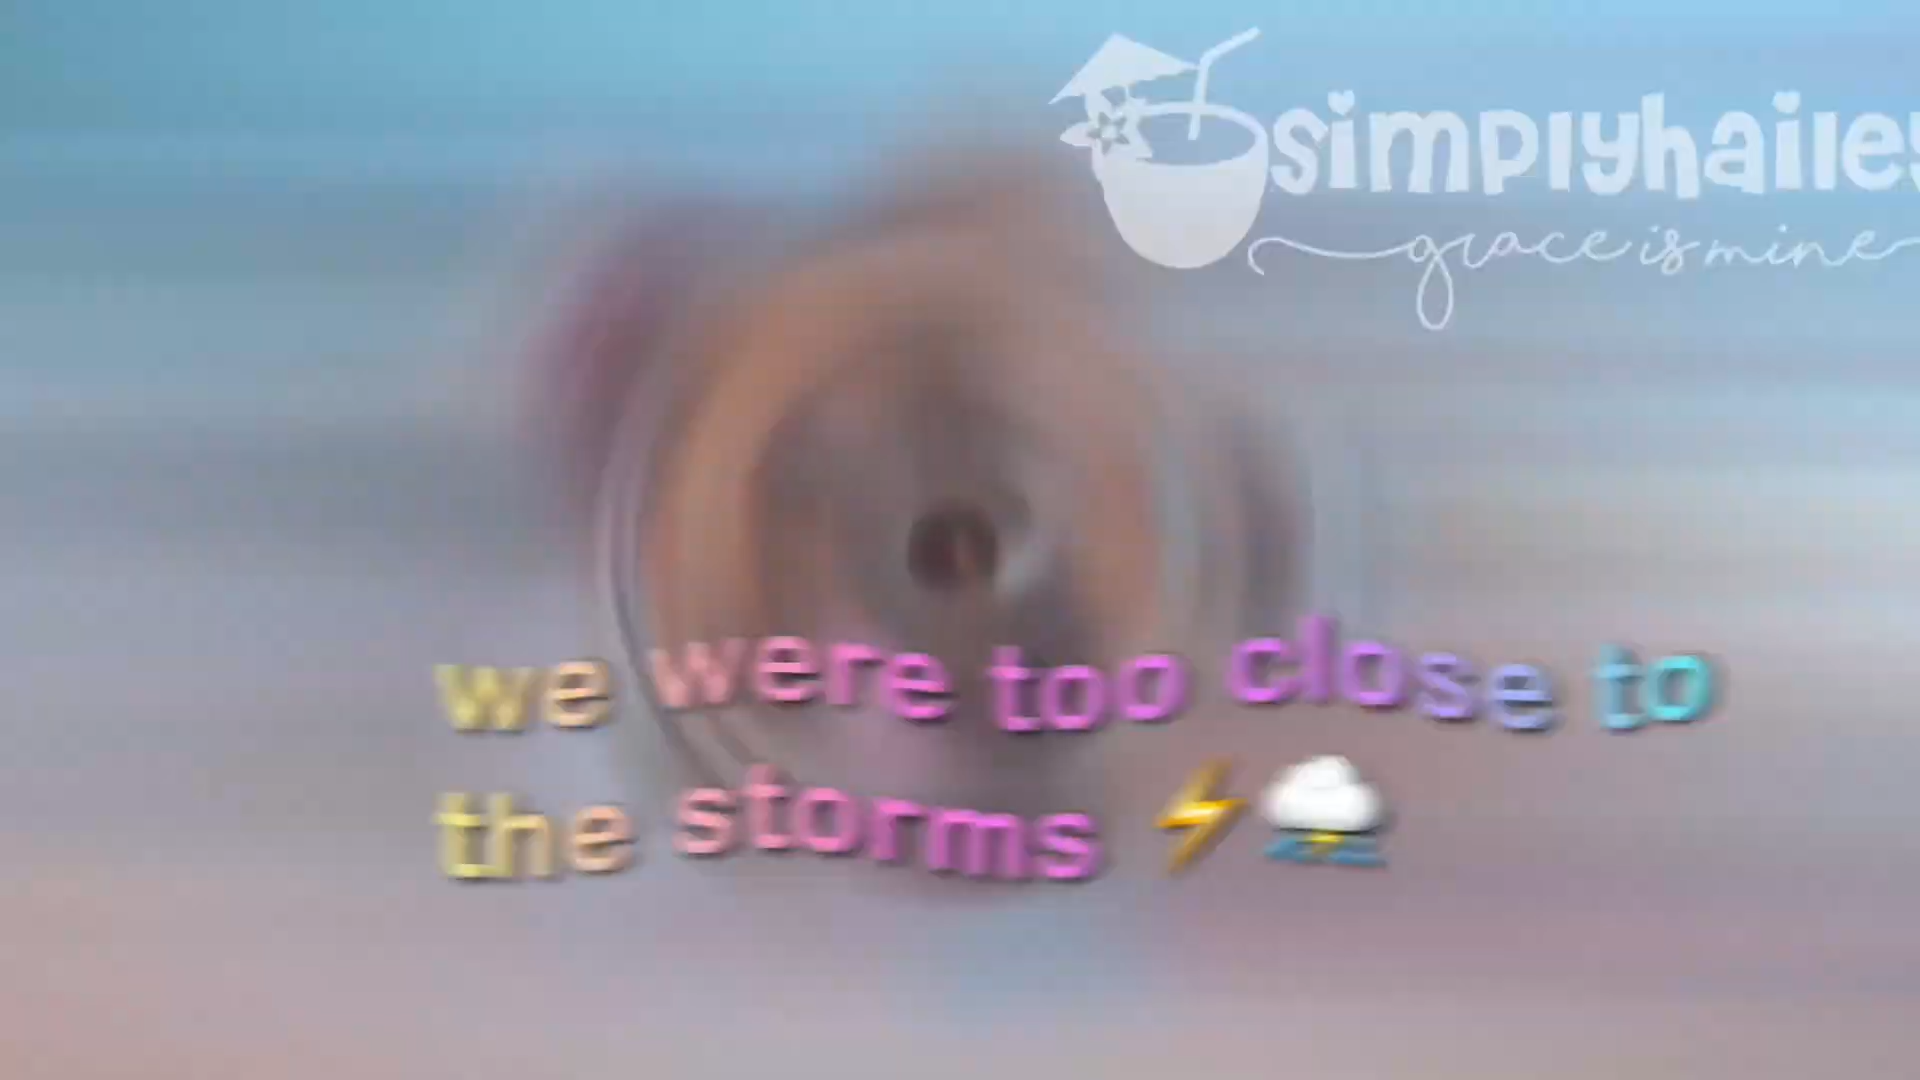 simplyhailey
grace is mine
we were too close to
the storms ⚡⛈️